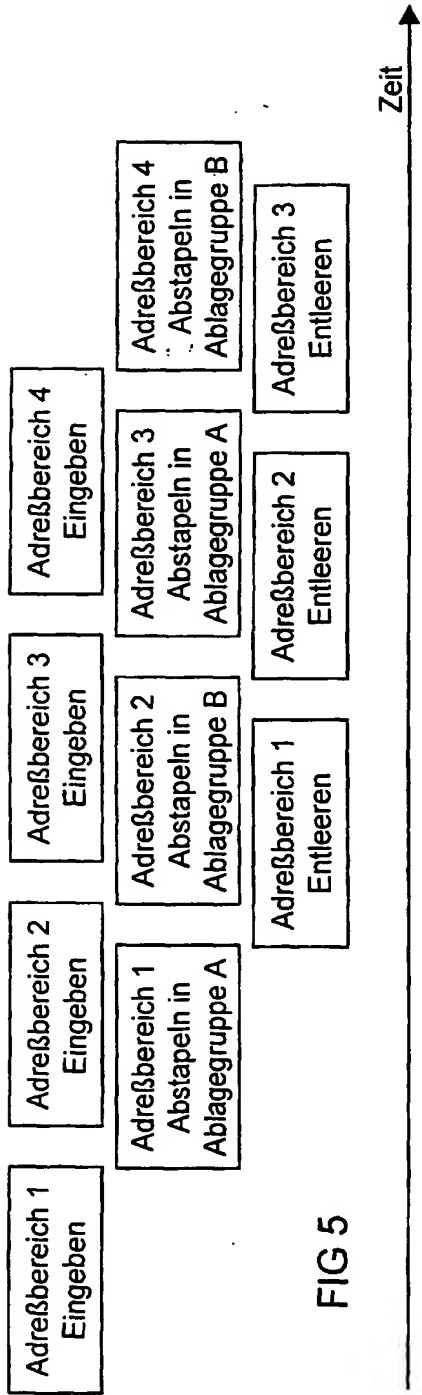 Adreßbereich 1
Eingeben
Adreßbereich 2
Eingeben
Adreßbereich 3
Eingeben
Adreßbereich 4
Eingeben
Adreßbereich 1
Abstapeln in
Ablagegruppe A
Adreßbereich 2
Abstapeln in
Ablagegruppe B
Adreßbereich 3
Abstapeln in
Ablagegruppe A
Adreßbereich 4
Abstapeln in
Ablagegruppe B
Adreßbereich 1
Entleeren
Adreßbereich 2
Entleeren
Adreßbereich 3
Entleeren
Zeit
FIG 5